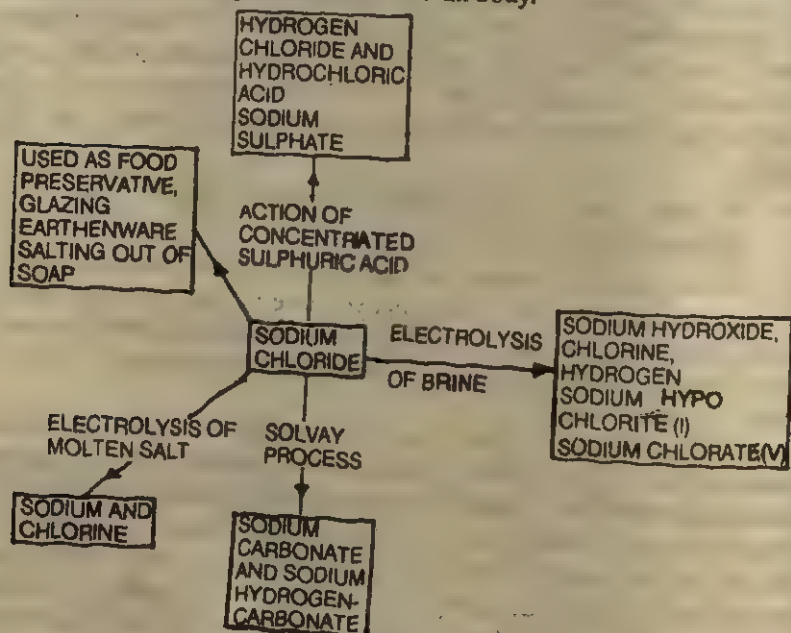 HYDROGEN
CHLORIDE AND
HYDROCHLORIC
ACID
SODIUM
SULPHATE
USED AS FOOD
PRESERVATIVE,
GLAZING
EARTHENWARE
SALTING OUT OF
SOAP
ACTION OF
CONCENTRIATED
SULPHURIC ACID
SODIUM
CHLORIDE
ELECTROLYSIS
OF BRINE
SODIUM HYDROXIDE,
CHLORINE,
HYDROGEN
SODIUM HYPO
CHLORITE (I)
SODIUM CHLORATE(V)
ELECTROLYSIS OF
MOLTEN SALT
SOLVAY
PROCESS
SODIUM AND
CHLORINE
SODIUM
CARBONATE
AND SODIUM
HYDROGEN-
CARBONATE